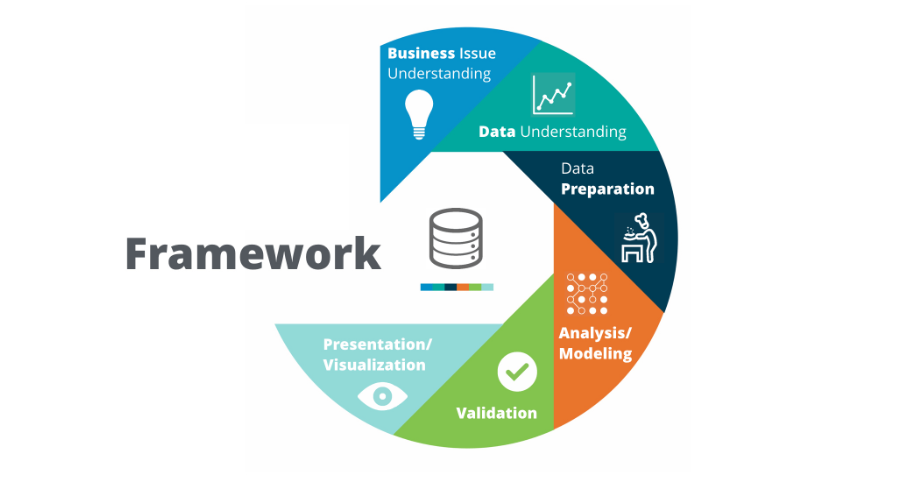 Business Issue
Understanding
Data Understanding
Data
Preparation
Framework
Analysis/
Modeling
Presentation/
Visualization
Validation